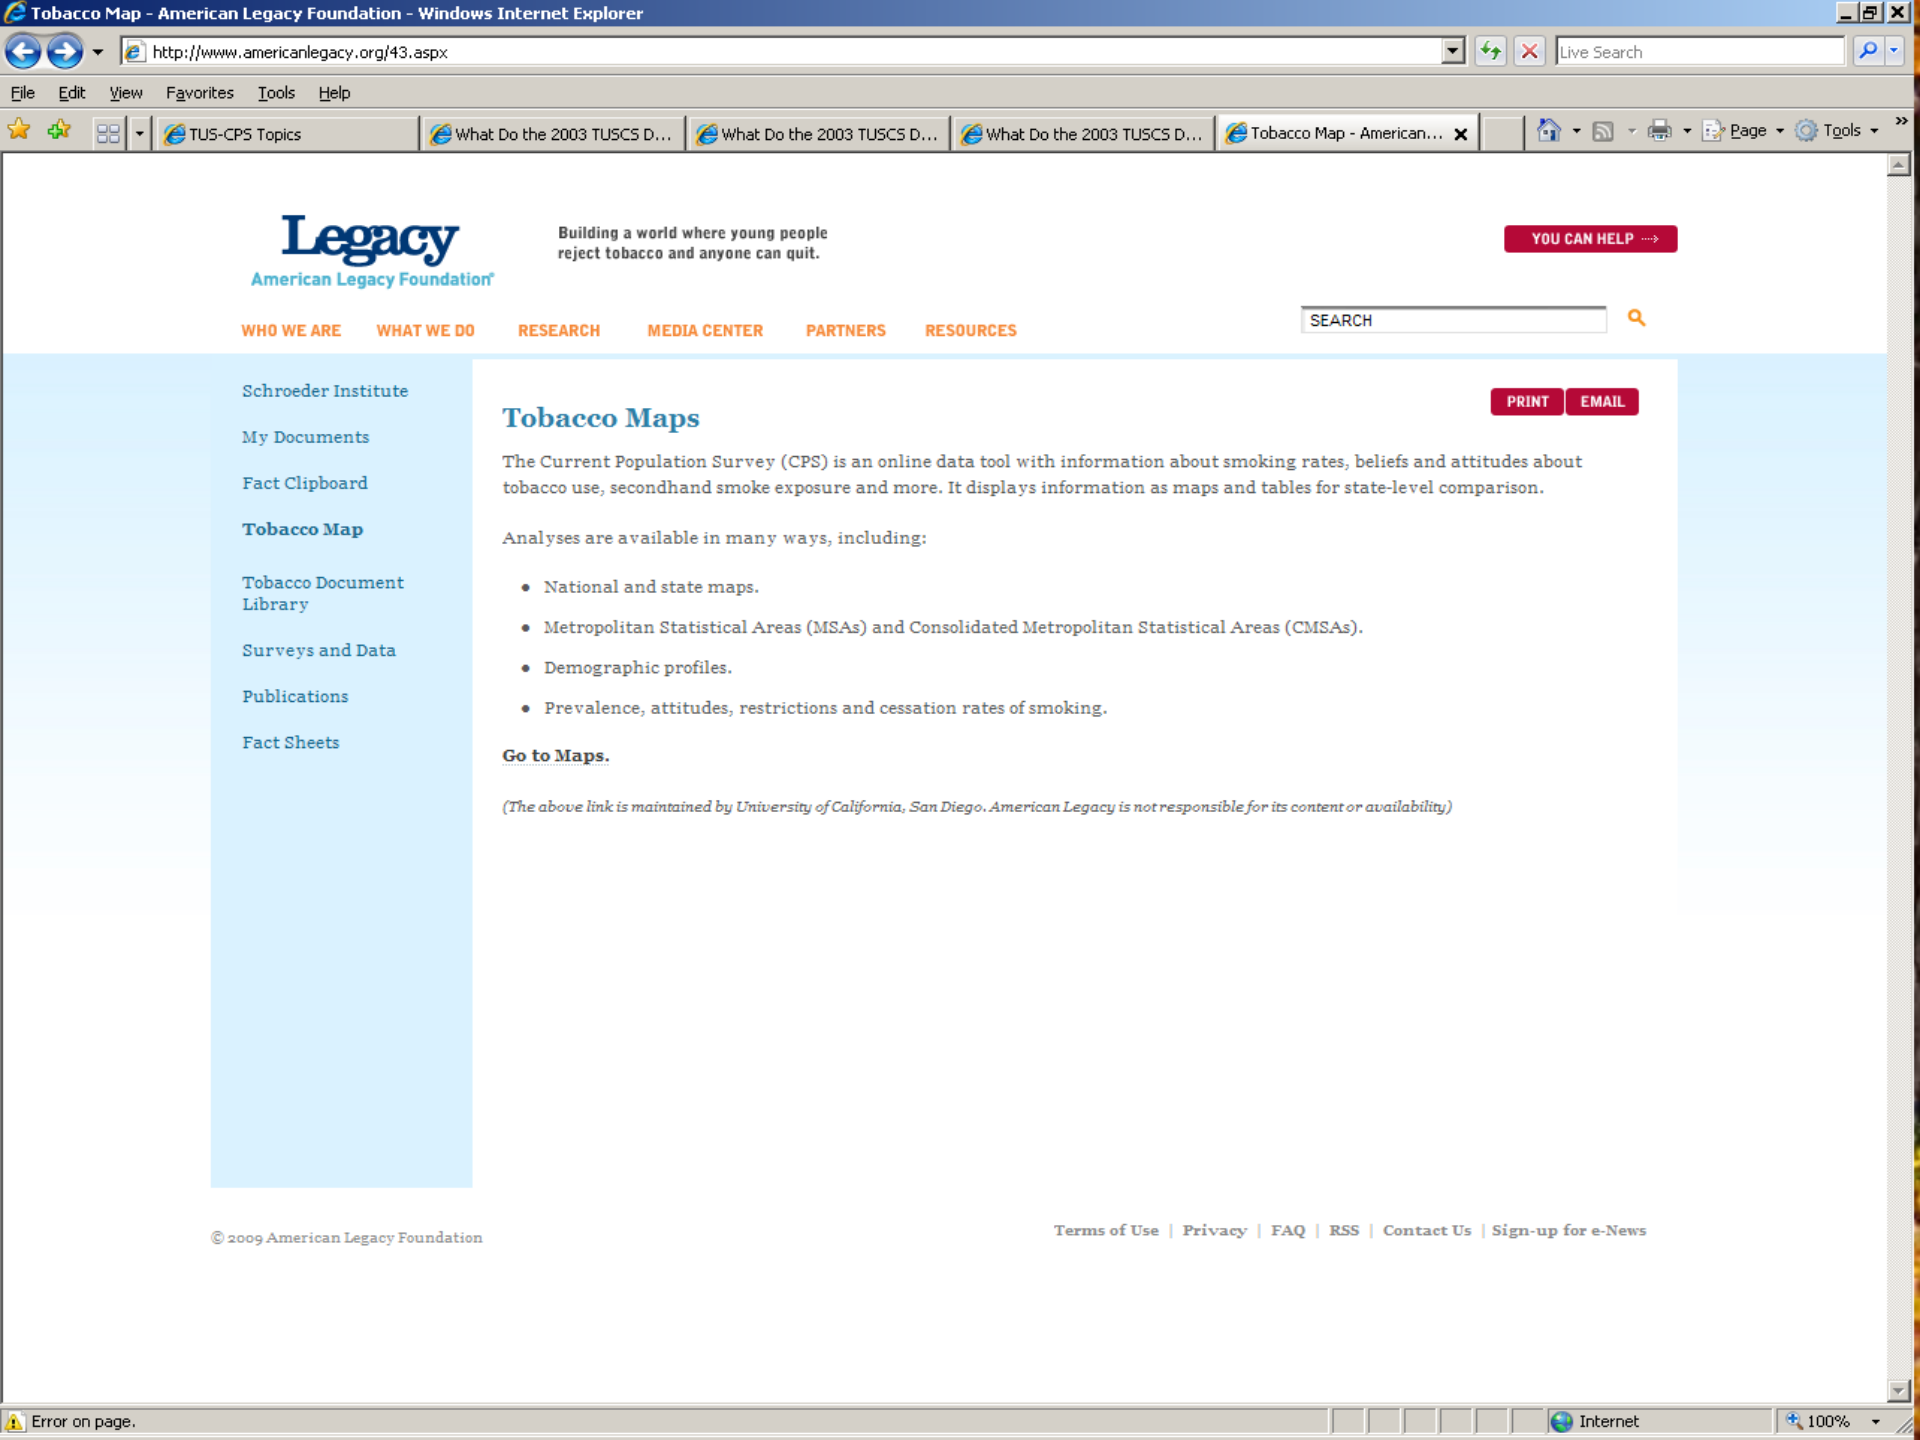 Tobacco Map - American Legacy Foundation - Windows Internet Explorer
http://www.americanlegacy.org/43.aspx
Live Search
File Edit View Favorites Tools Help
TUS-CPS Topics
What Do the 2003 TUSCS D...
What Do the 2003 TUSCS D...
What Do the 2003 TUSCS D...
Tobacco Map - American...
Page
Tools
Legacy
American Legacy Foundation®
Building a world where young people
reject tobacco and anyone can quit.
YOU CAN HELP
SEARCH
WHO WE ARE WHAT WE DO RESEARCH MEDIA CENTER PARTNERS RESOURCES
Schroeder Institute
My Documents
Fact Clipboard
Tobacco Map
Tobacco Document
Library
Surveys and Data
Publications
Fact Sheets
PRINT EMAIL
Tobacco Maps
The Current Population Survey (CPS) is an online data tool with information about smoking rates, beliefs and attitudes about
tobacco use, secondhand smoke exposure and more. It displays information as maps and tables for state-level comparison.
Analyses are available in many ways, including:
• National and state maps.
• Metropolitan Statistical Areas (MSAs) and Consolidated Metropolitan Statistical Areas (CMSAs).
• Demographic profiles.
• Prevalence, attitudes, restrictions and cessation rates of smoking.
Go to Maps.
(The above link is maintained by University of California, San Diego. American Legacy is not responsible for its content or availability)
© 2009 American Legacy Foundation
Terms of Use | Privacy | FAQ | RSS | Contact Us | Sign-up for e-News
Error on page.
Internet
100%